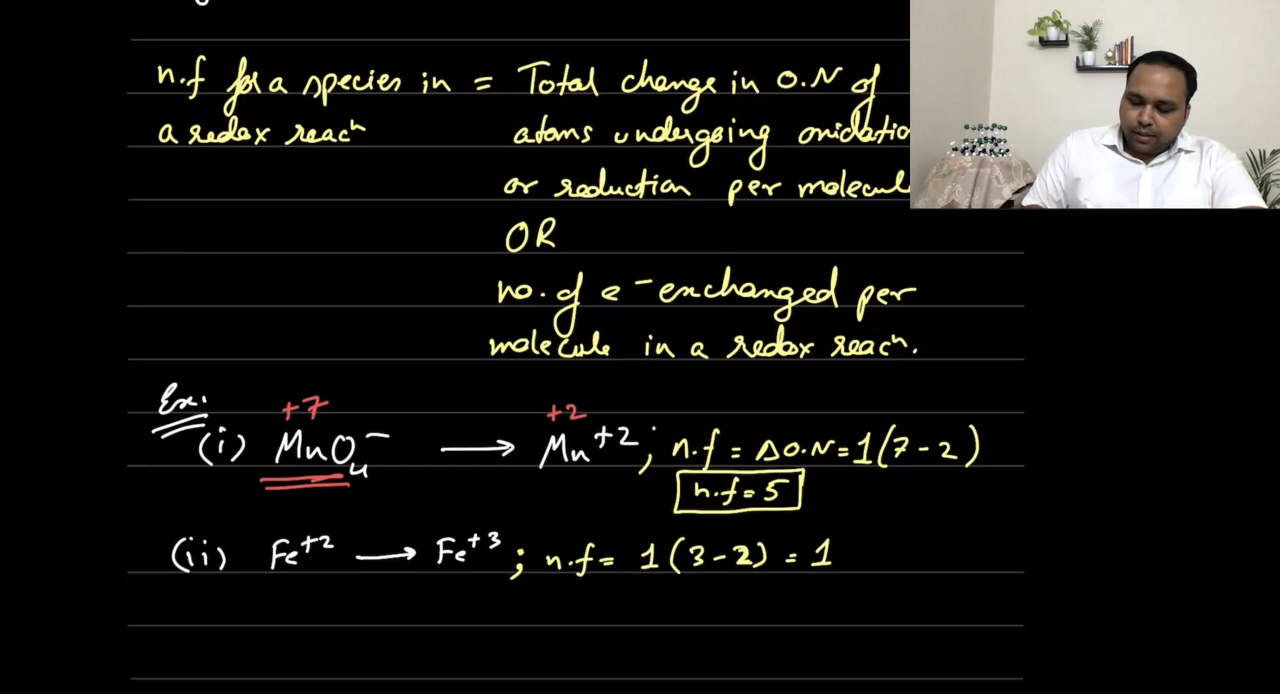 n.f for a species in = Total change in O.N of
a redox reacⁿ atoms undergoing oxidatio
or reduction per molecul
OR
no. of e⁻ exchanged per
molecule in a redox reacⁿ.
Ex.
+7 +2
(i) MnO₄⁻ ⟶ Mn⁺²; n.f = ΔO.N = 1(7-2)
n.f = 5
(ii) Fe⁺² ⟶ Fe⁺³; n.f = 1(3-2) = 1